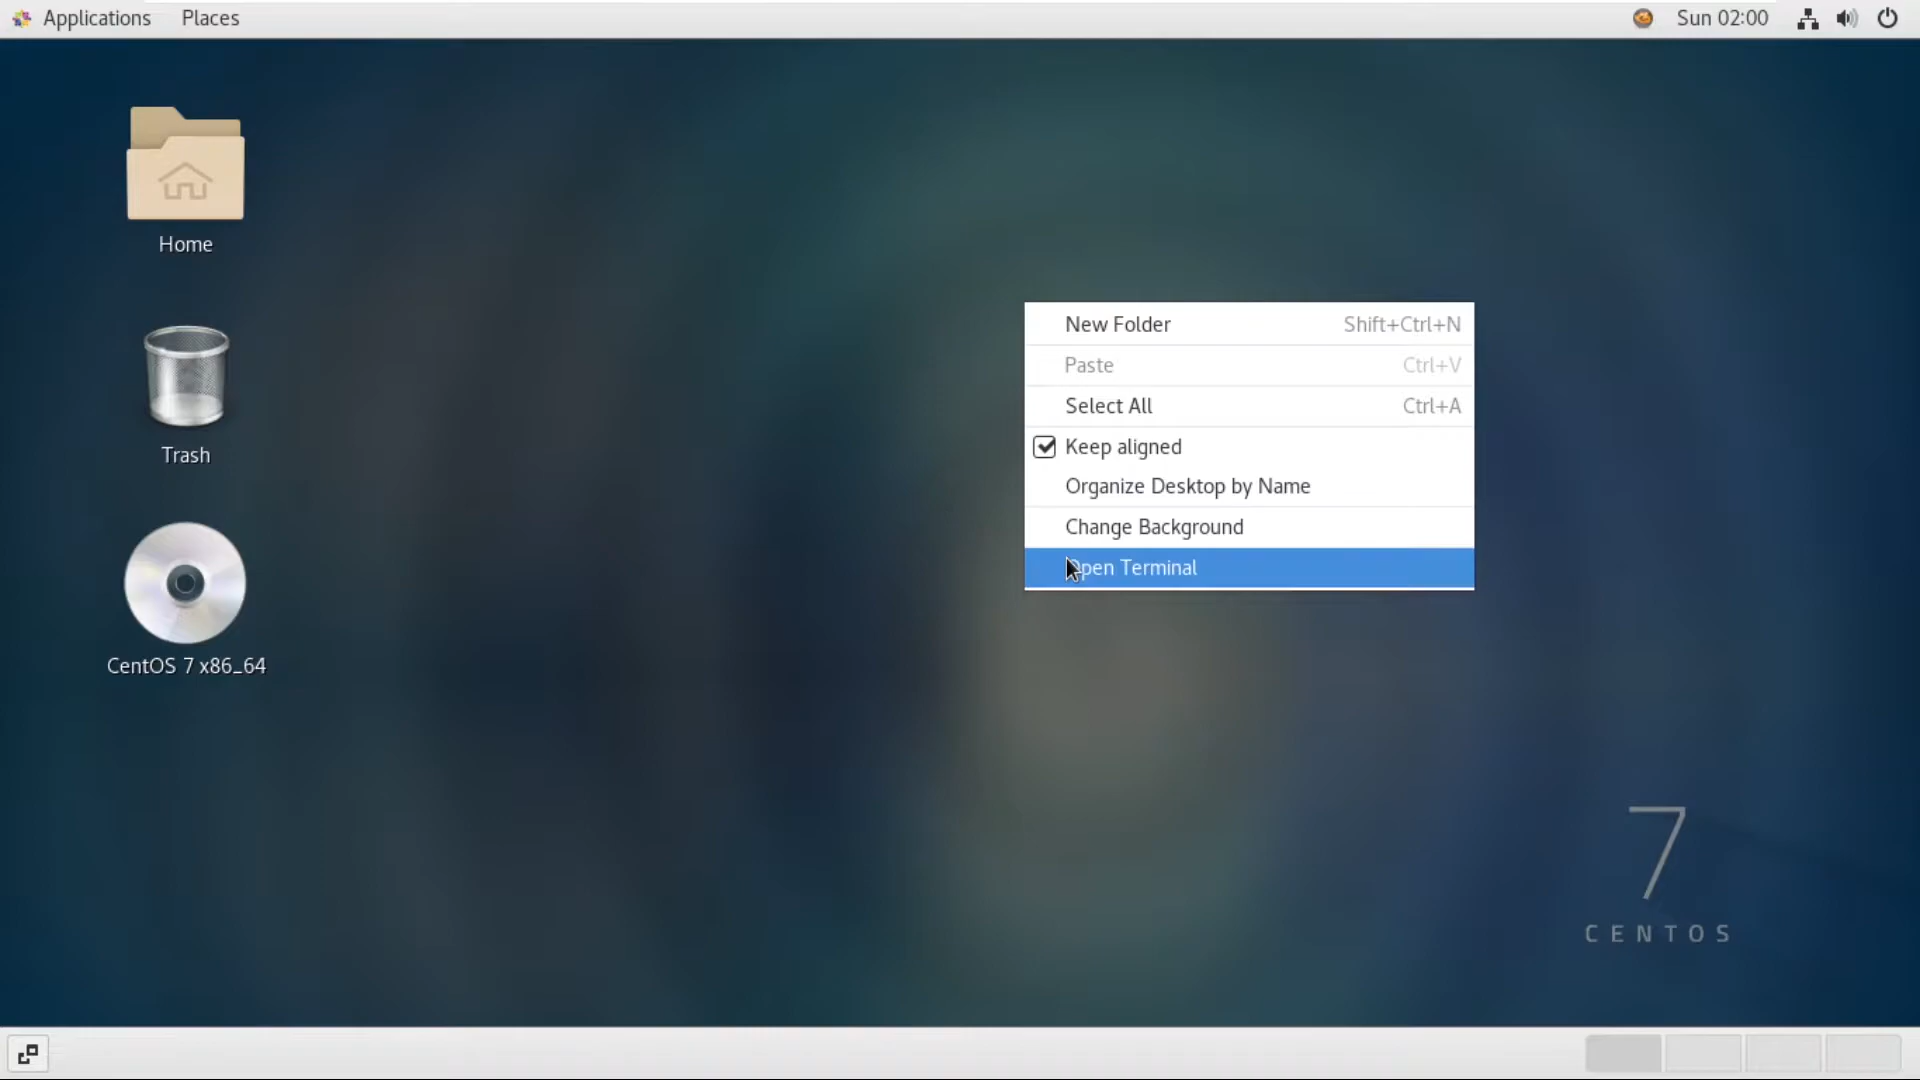 Applications Places Sun 02:00
Home
Trash
CentOS 7 x86_64
New Folder Shift+Ctrl+N
Paste Ctrl+V
Select All Ctrl+A
Keep aligned
Organize Desktop by Name
Change Background
Open Terminal
7
CENTOS